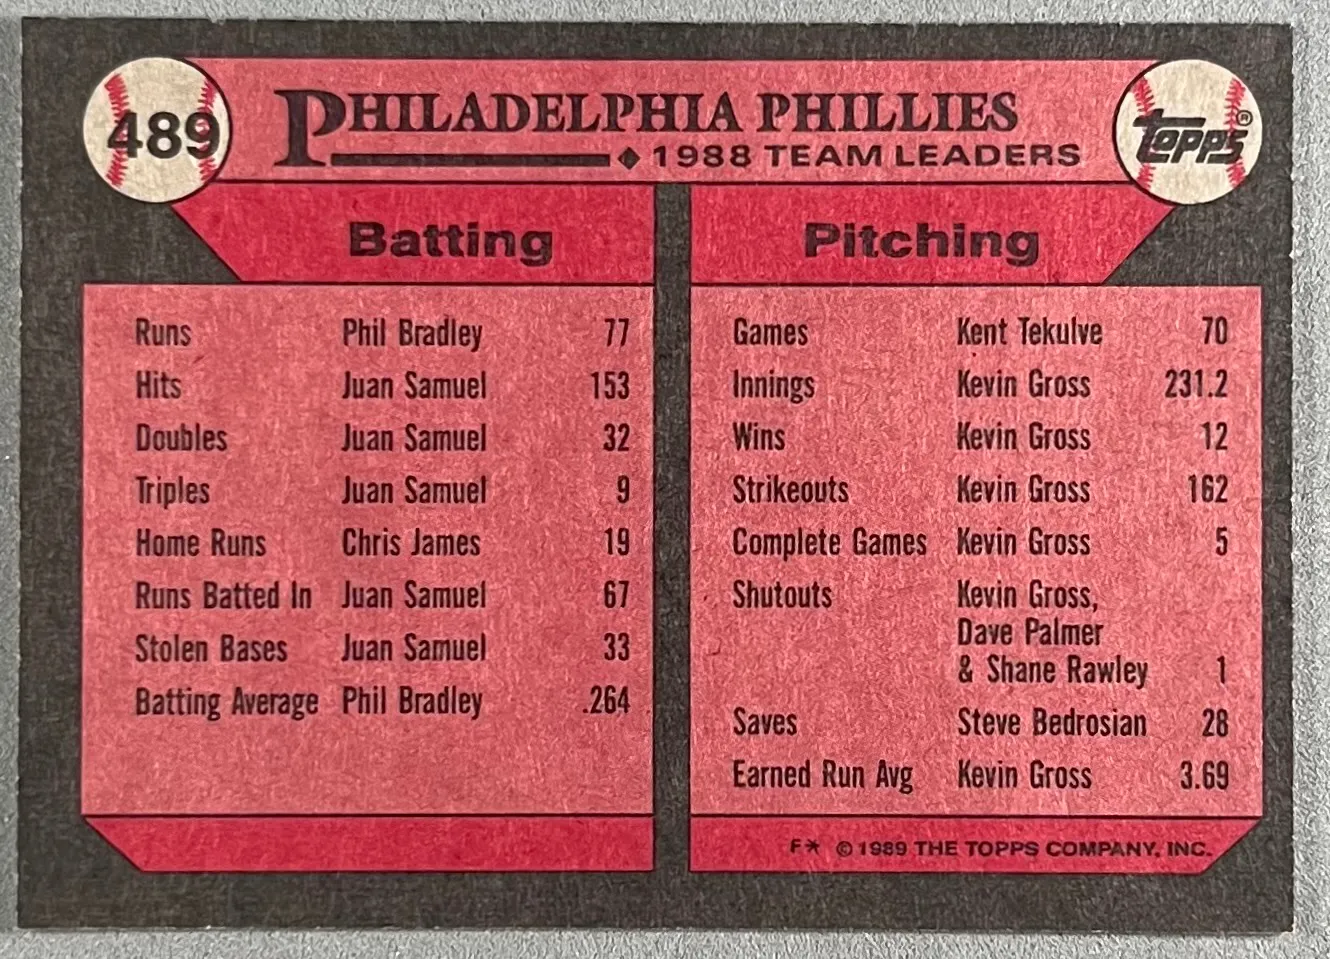 489
PHILADELPHIA PHILLIES
1988 TEAM LEADERS
TOPPS®
Batting
Runs Phil Bradley 77
Hits Juan Samuel 153
Doubles Juan Samuel 32
Triples Juan Samuel 9
Home Runs Chris James 19
Runs Batted In Juan Samuel 67
Stolen Bases Juan Samuel 33
Batting Average Phil Bradley .264
Pitching
Games Kent Tekulve 70
Innings Kevin Gross 231.2
Wins Kevin Gross 12
Strikeouts Kevin Gross 162
Complete Games Kevin Gross 5
Shutouts Kevin Gross,
Dave Palmer
& Shane Rawley 1
Saves Steve Bedrosian 28
Earned Run Avg Kevin Gross 3.69
F* © 1989 THE TOPPS COMPANY, INC.